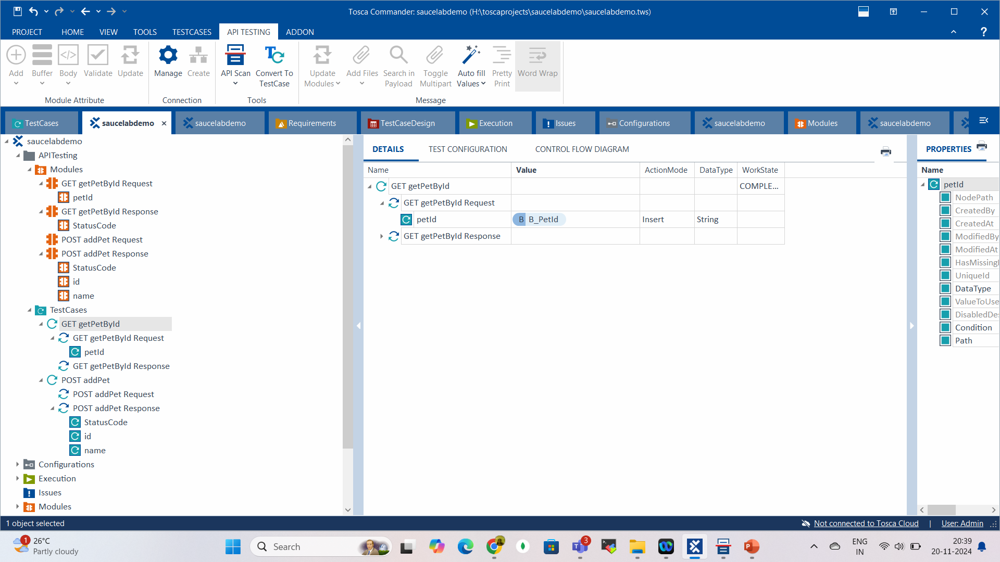 Tosca Commander: saucelabdemo (H:\toscaprojects\saucelabdemo\saucelabdemo.tws)
PROJECT HOME VIEW TOOLS TESTCASES API TESTING ADDON
Add Buffer Body Validate Update
Module Attribute
Manage Create
Connection
API Scan Convert To TestCase
Tools
Update Modules Add Files Search in Payload Toggle Multipart Auto fill Values Pretty Print Word Wrap
Message
TestCases saucelabdemo saucelabdemo Requirements TestCaseDesign Execution Issues Configurations saucelabdemo Modules saucelabdemo
saucelabdemo
APITesting
Modules
GET getPetById Request
petId
GET getPetById Response
StatusCode
POST addPet Request
POST addPet Response
StatusCode
id
name
TestCases
GET getPetById
GET getPetById Request
petId
GET getPetById Response
POST addPet
POST addPet Request
POST addPet Response
StatusCode
id
name
Configurations
Execution
Issues
Modules
DETAILS TEST CONFIGURATION CONTROL FLOW DIAGRAM
Name Value ActionMode DataType WorkState
GET getPetById COMPLE...
GET getPetById Request
petId B B_PetId Insert String
GET getPetById Response
PROPERTIES
Name
petId
NodePath
CreatedBy
CreatedAt
ModifiedBy
ModifiedAt
HasMissingI
UniqueId
DataType
ValueToUse
DisabledDes
Condition
Path
1 object selected
Not connected to Tosca Cloud | User: Admin
1 26°C
Partly cloudy
Search
3
ENG
IN
20:39
20-11-2024